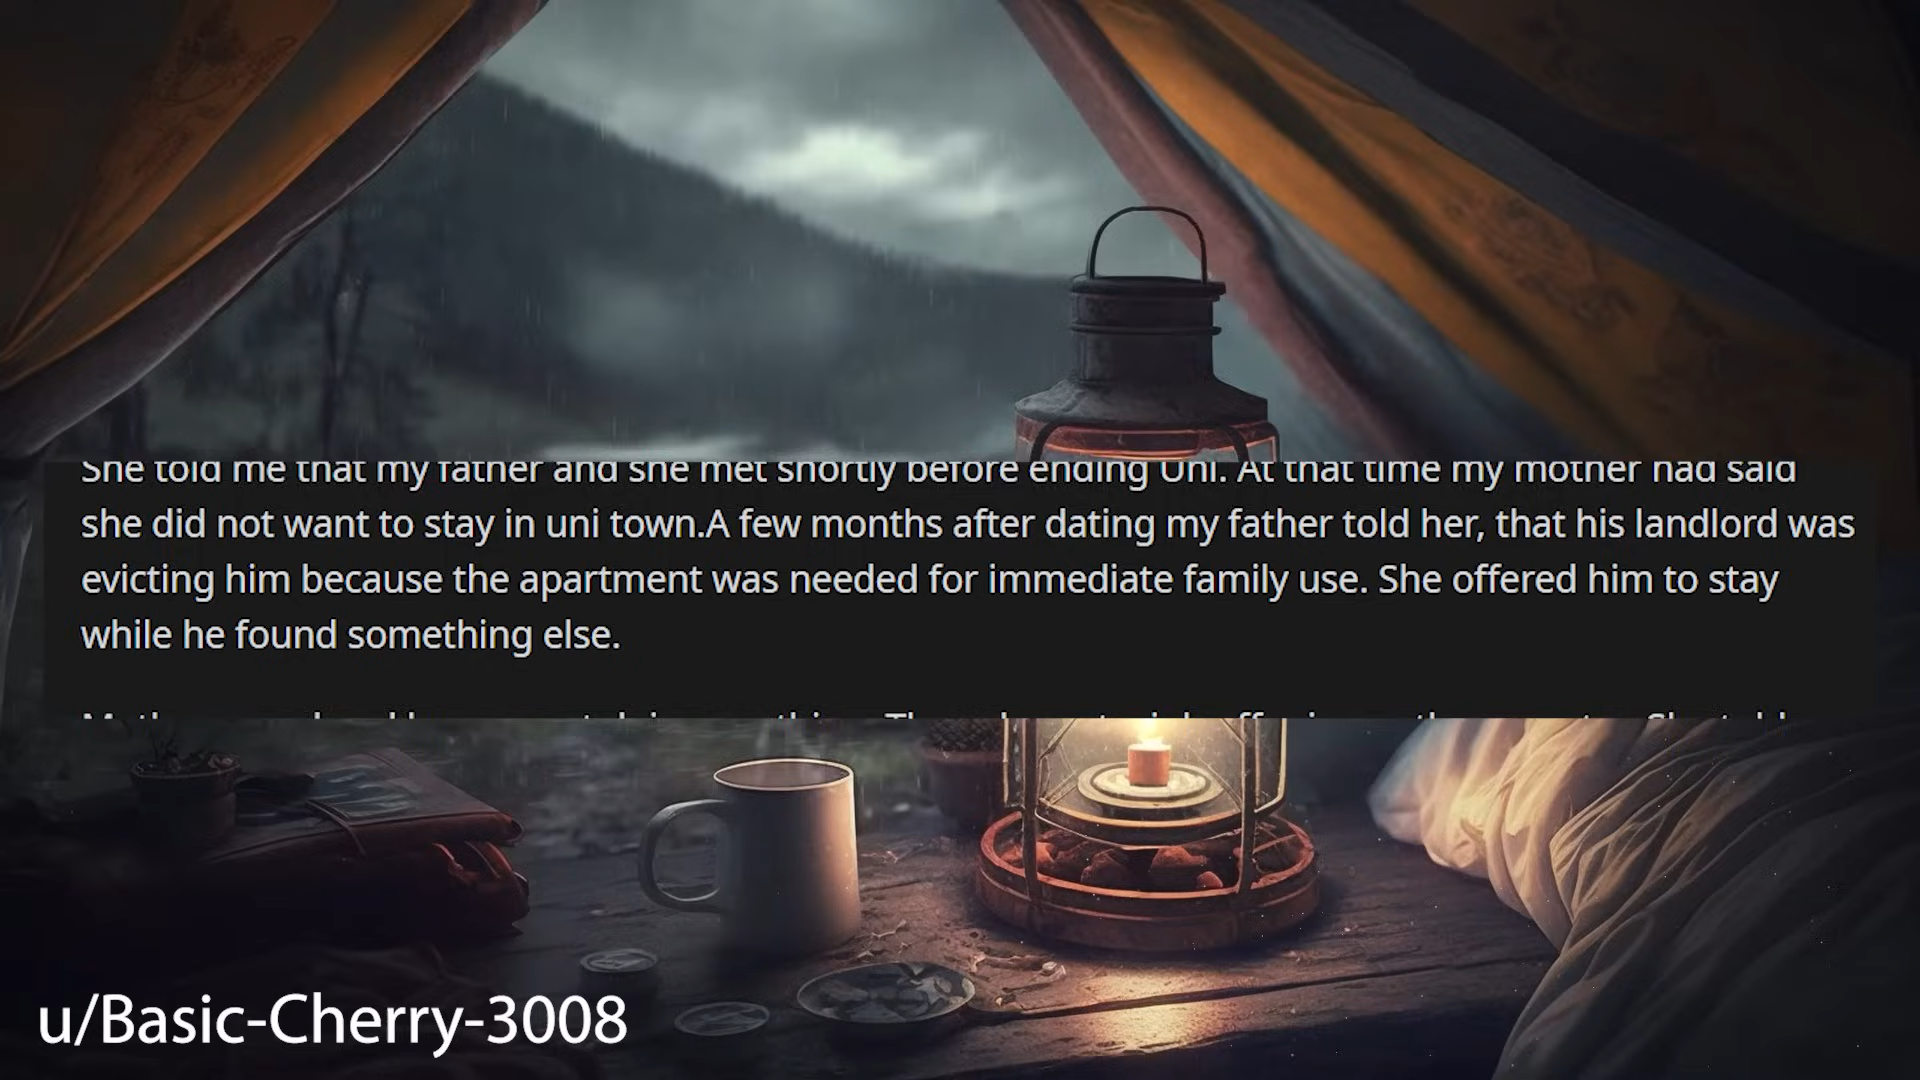 She told me that my father and she met shortly before ending Uni. At that time my mother had said
she did not want to stay in uni town.A few months after dating my father told her, that his landlord was
evicting him because the apartment was needed for immediate family use. She offered him to stay
while he found something else.
u/Basic-Cherry-3008